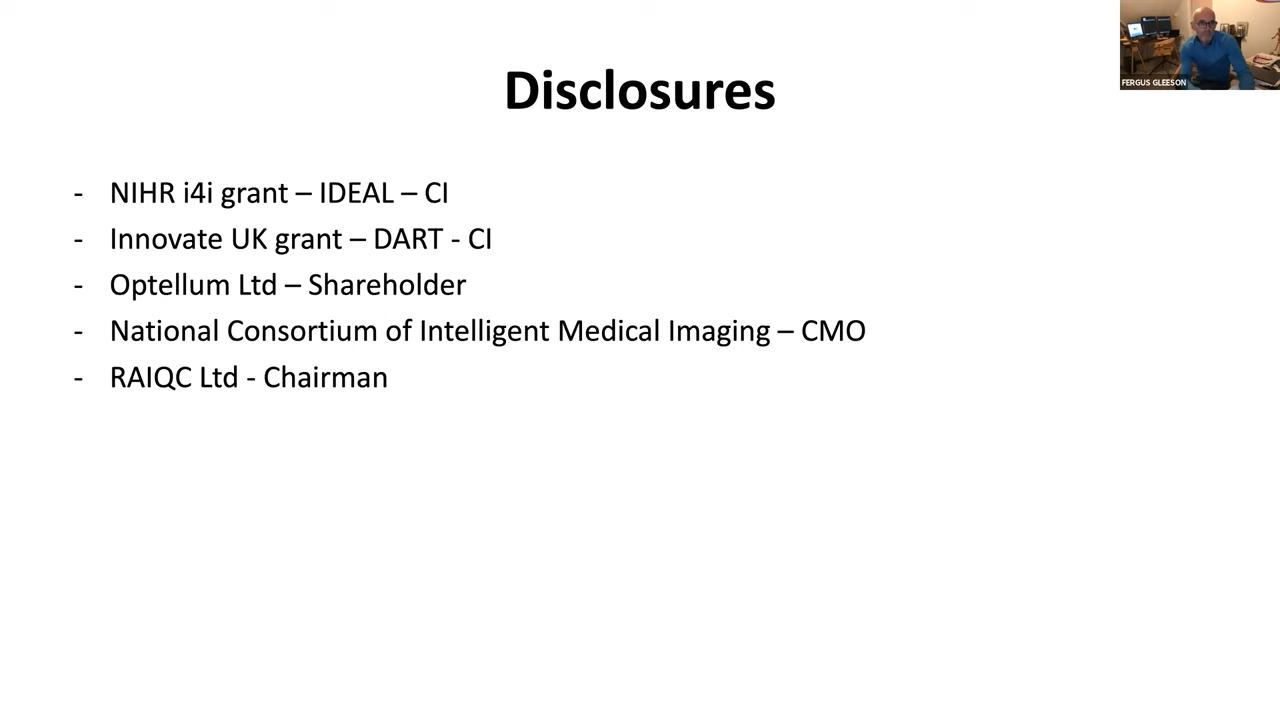 FERGUS GLEESON
Disclosures
- NIHR i4i grant – IDEAL – CI
- Innovate UK grant – DART - CI
- Optellum Ltd – Shareholder
- National Consortium of Intelligent Medical Imaging – CMO
- RAIQC Ltd - Chairman